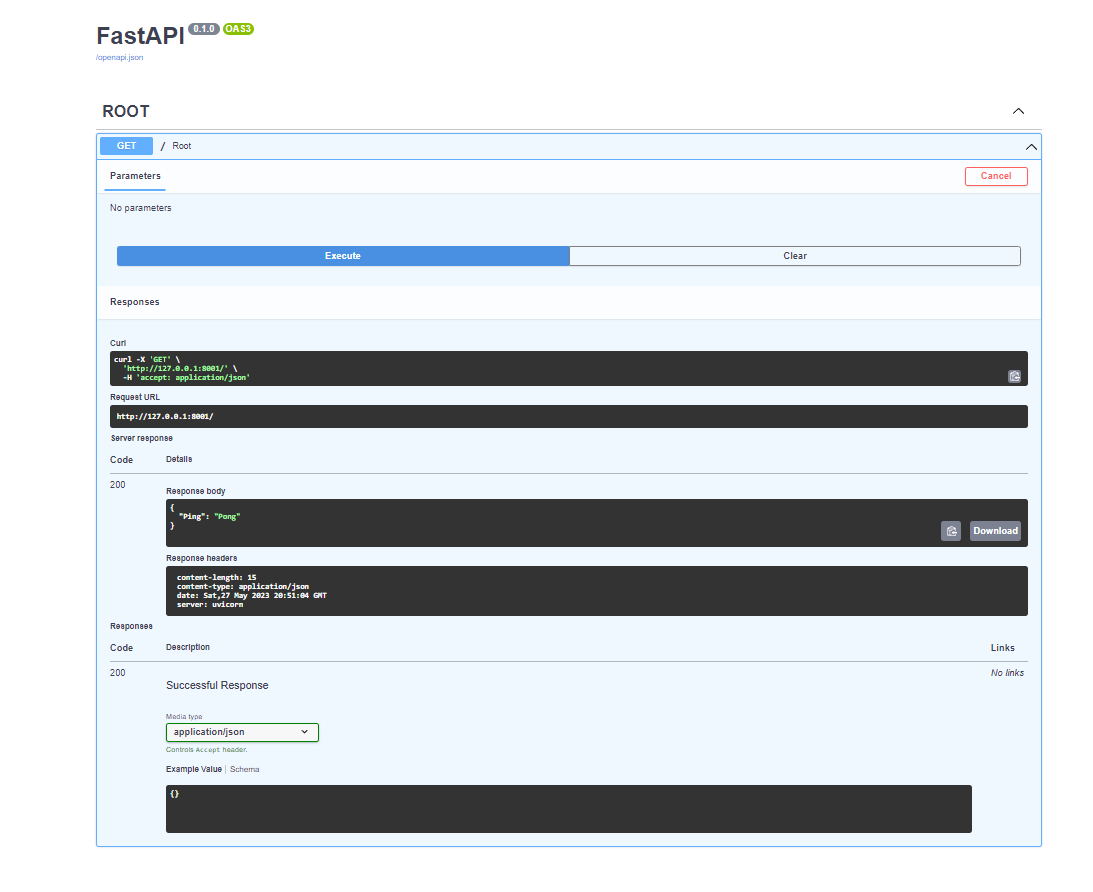 FastAPI 0.1.0 OAS3
/openapi.json
ROOT
GET / Root
Parameters Cancel
No parameters
Execute Clear
Responses
Curl
curl -X 'GET' \
'http://127.0.0.1:8001/' \
-H 'accept: application/json'
Request URL
http://127.0.0.1:8001/
Server response
Code Details
200
Response body
{
"Ping": "Pong"
}
Download
Response headers
content-length: 15
content-type: application/json
date: Sat,27 May 2023 20:51:04 GMT
server: uvicorn
Responses
Code Description Links
200 No links
Successful Response
Media type
application/json
Controls Accept header.
Example Value | Schema
{}